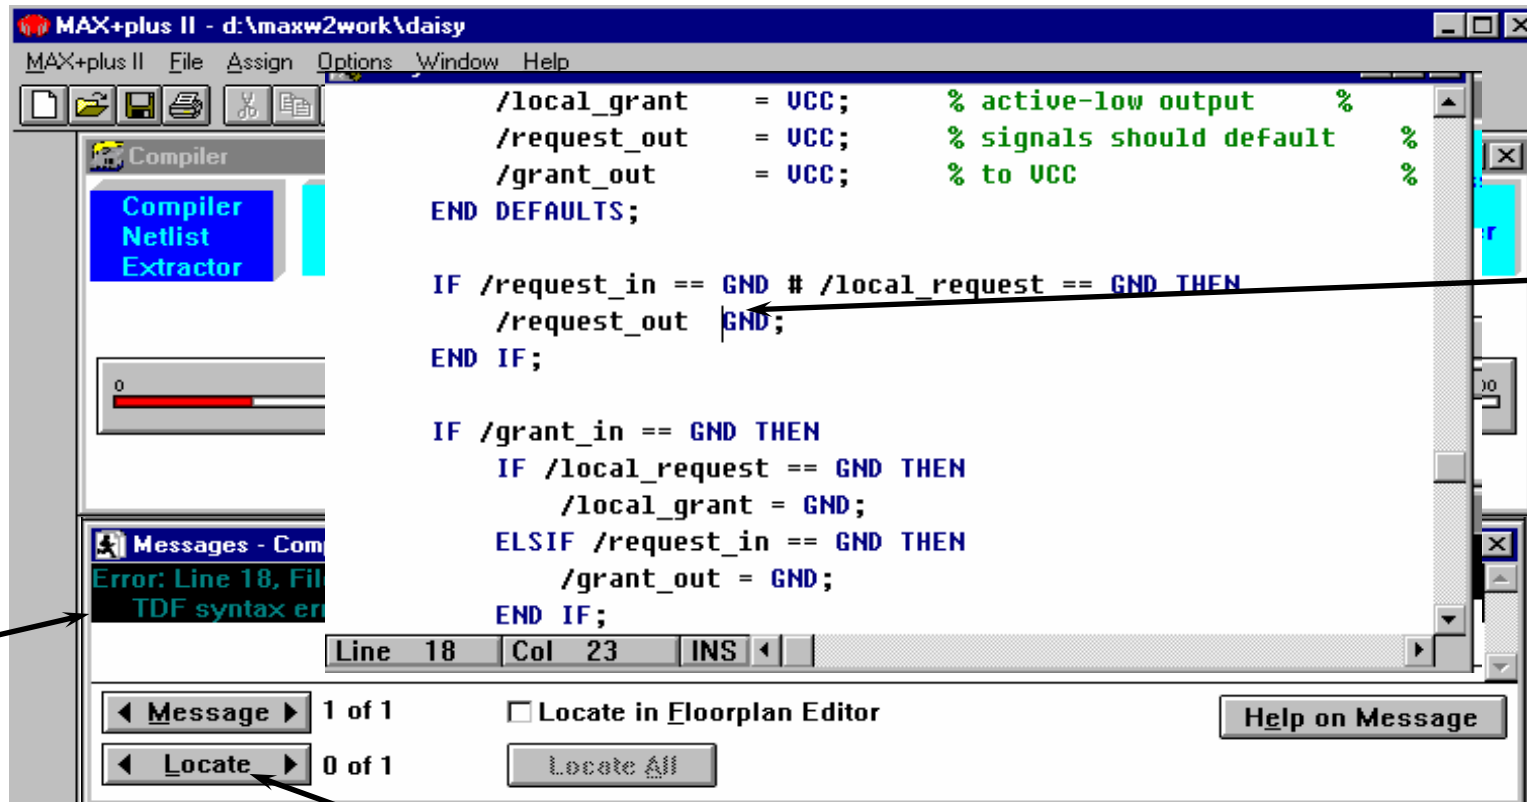 MAX+plus II - d:\maxw2work\daisy
MAX+plus II File Assign Options Window Help
/local_grant = VCC; % active-low output %
/request_out = VCC; % signals should default %
/grant_out = VCC; % to VCC %
END DEFAULTS;
IF /request_in == GND # /local_request == GND THEN
/request_out GND;
END IF;
IF /grant_in == GND THEN
IF /local_request == GND THEN
/local_grant = GND;
ELSIF /request_in == GND THEN
/grant_out = GND;
END IF;
Line 18 Col 23 INS
Compiler
Compiler
Netlist
Extractor
0
Messages - Com
Error: Line 18, Fil
TDF syntax er
Message 1 of 1
Locate in Floorplan Editor
Help on Message
Locate 0 of 1
Locate All